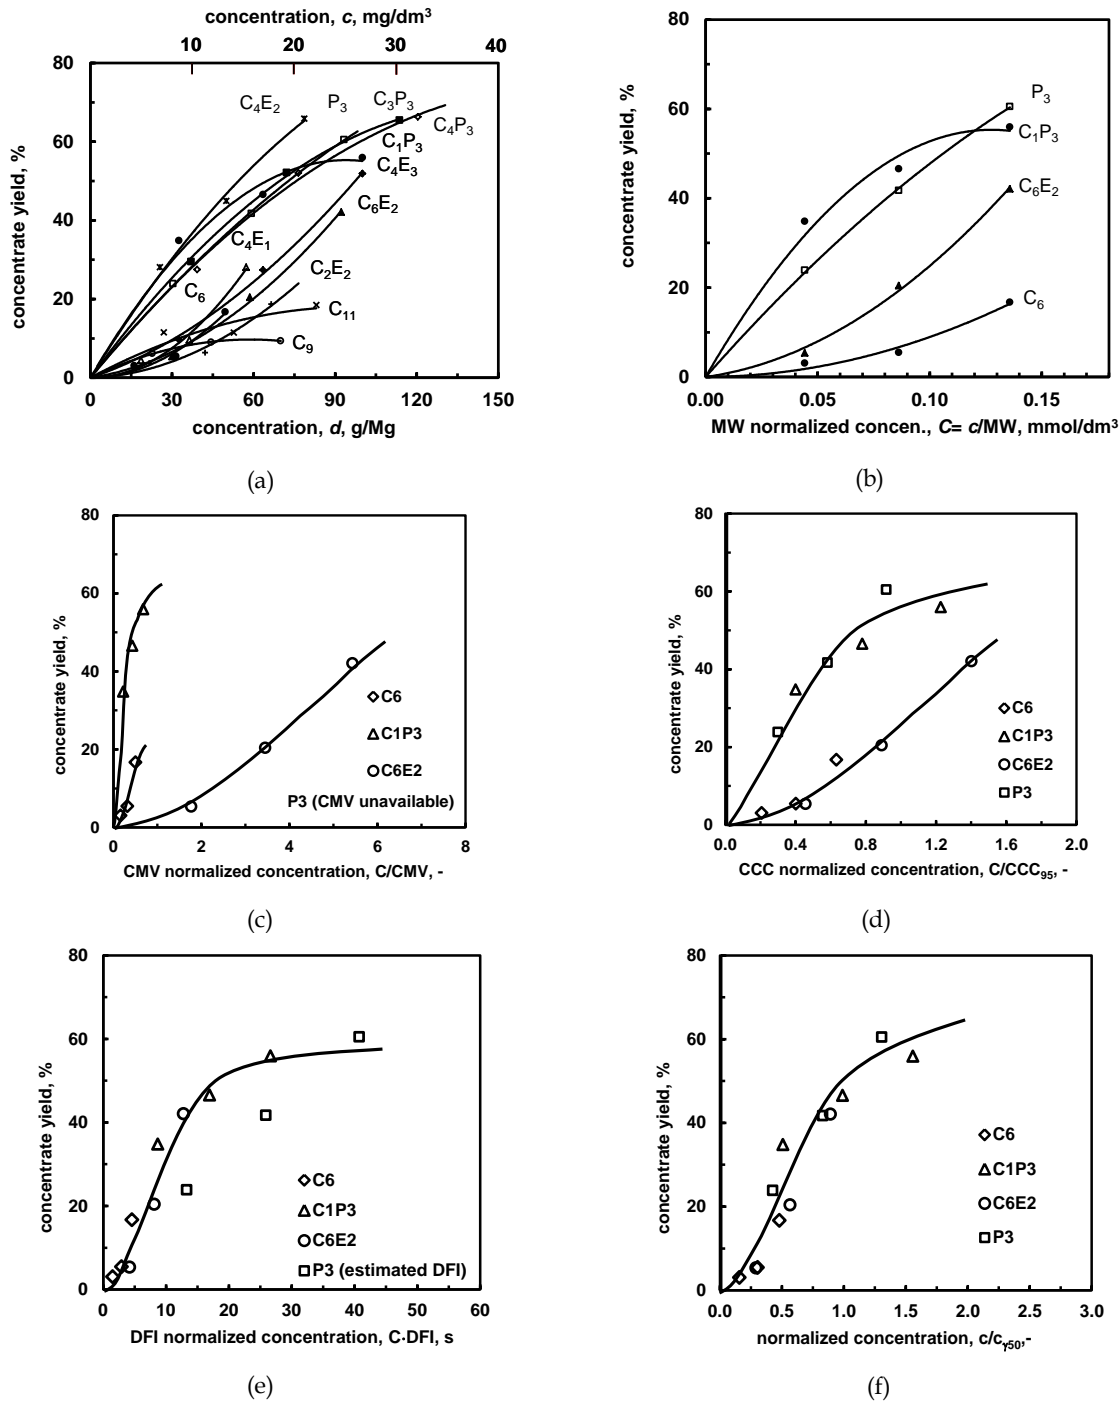 concentration, c, mg/dm³
10 20 30 40
80
60
40
20
0
concentrate yield, %
C₄E₂
P₃
C₃P₃
C₄P₃
C₁P₃
C₄E₃
C₆E₂
C₄E₁
C₂E₂
C₆
C₁₁
C₉
0 30 60 90 120 150
concentration, d, g/Mg
(a)
80
60
40
20
0
concentrate yield, %
P₃
C₁P₃
C₆E₂
C₆
0.00 0.05 0.10 0.15
MW normalized concen., C= c/MW, mmol/dm³
(b)
80
60
40
20
0
concentrate yield, %
C6
C1P3
C6E2
P3 (CMV unavailable)
0 2 4 6 8
CMV normalized concentration, C/CMV, -
(c)
80
60
40
20
0
concentrate yield, %
C6
C1P3
C6E2
P3
0.0 0.4 0.8 1.2 1.6 2.0
CCC normalized concentration, C/CCC₉₅, -
(d)
80
60
40
20
0
concentrate yield, %
C6
C1P3
C6E2
P3 (estimated DFI)
0 10 20 30 40 50 60
DFI normalized concentration, C·DFI, s
(e)
80
60
40
20
0
concentrate yield, %
C6
C1P3
C6E2
P3
0.0 0.5 1.0 1.5 2.0 2.5 3.0
normalized concentration, c/cᵧ₅₀,-
(f)